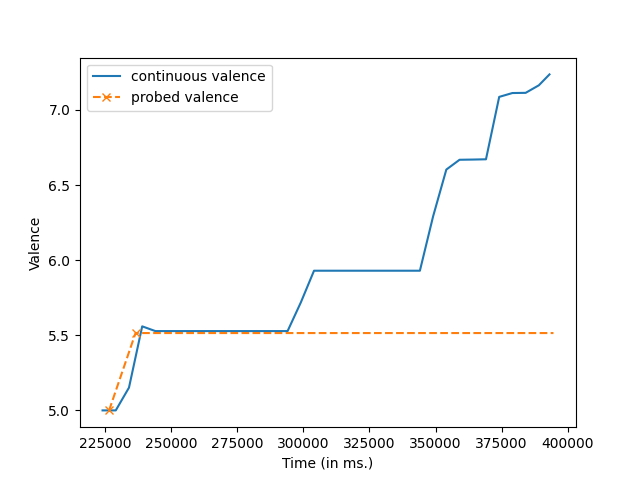 continuous valence
probed valence
7.0
6.5
6.0
5.5
5.0
Valence
225000 250000 275000 300000 325000 350000 375000 400000
Time (in ms.)